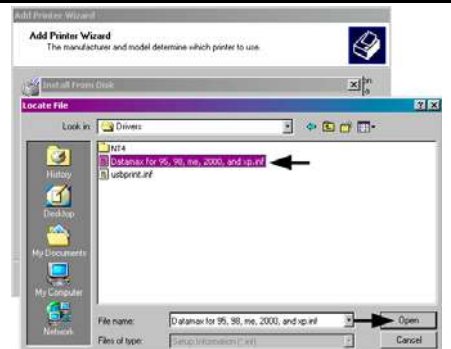 Add Printer Wizard
Add Printer Wizard
The manufacturer and model determine which printer to use.
Install From Disk
Locate File
Look in: Drivers
NT4
Datamax for 95, 98, me, 2000, and xp.inf
usbprint.inf
History
Desktop
My Documents
My Computer
Network
File name: Datamax for 95, 98, me, 2000, and xp.inf Open
Files of type: Setup Information (*.inf) Cancel